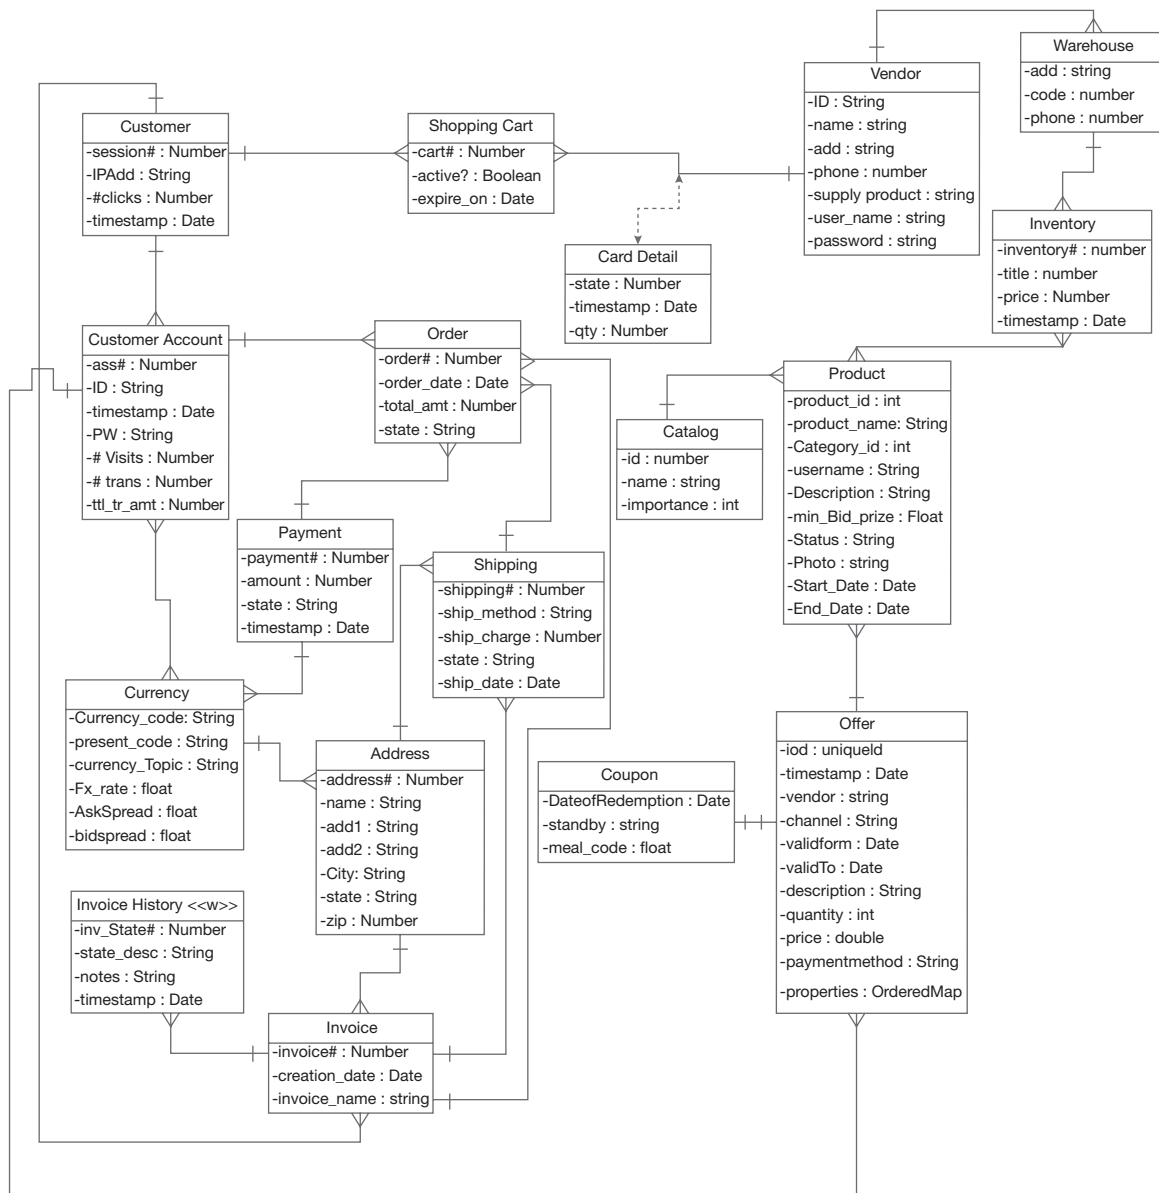 Warehouse
-add : string
-code : number
-phone : number
Vendor
-ID : String
-name : string
-add : string
-phone : number
-supply product : string
-user_name : string
-password : string
Customer
-session# : Number
-IPAdd : String
-#clicks : Number
-timestamp : Date
Shopping Cart
-cart# : Number
-active? : Boolean
-expire_on : Date
Inventory
-inventory# : number
-title : number
-price : Number
-timestamp : Date
Card Detail
-state : Number
-timestamp : Date
-qty : Number
Customer Account
-ass# : Number
-ID : String
-timestamp : Date
-PW : String
-# Visits : Number
-# trans : Number
-ttl_tr_amt : Number
Order
-order# : Number
-order_date : Date
-total_amt : Number
-state : String
Product
-product_id : int
-product_name: String
-Category_id : int
-username : String
-Description : String
-min_Bid_prize : Float
-Status : String
-Photo : string
-Start_Date : Date
-End_Date : Date
Catalog
-id : number
-name : string
-importance : int
Payment
-payment# : Number
-amount : Number
-state : String
-timestamp : Date
Shipping
-shipping# : Number
-ship_method : String
-ship_charge : Number
-state : String
-ship_date : Date
Currency
-Currency_code: String
-present_code : String
-currency_Topic : String
-Fx_rate : float
-AskSpread : float
-bidspread : float
Address
-address# : Number
-name : String
-add1 : String
-add2 : String
-City: String
-state : String
-zip : Number
Coupon
-DateofRedemption : Date
-standby : string
-meal_code : float
Offer
-iod : uniqueId
-timestamp : Date
-vendor : string
-channel : String
-validform : Date
-validTo : Date
-description : String
-quantity : int
-price : double
-paymentmethod : String
-properties : OrderedMap
Invoice History <<w>>
-inv_State# : Number
-state_desc : String
-notes : String
-timestamp : Date
Invoice
-invoice# : Number
-creation_date : Date
-invoice_name : string